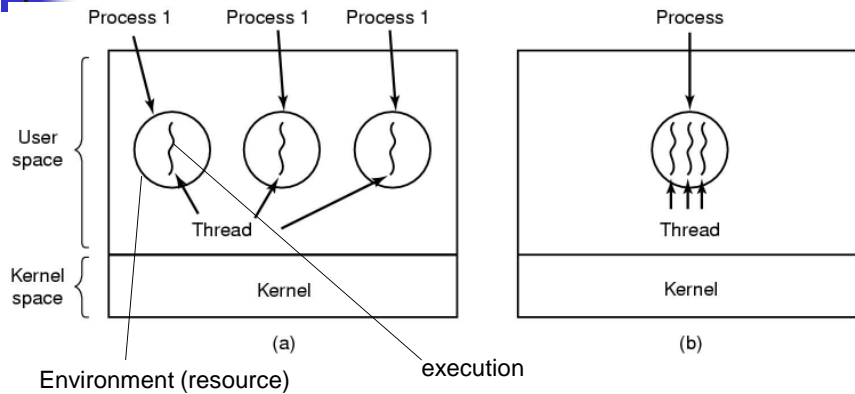 Process 1 Process 1 Process 1 Process
User
space
Thread Thread
Kernel
space
Kernel Kernel
(a) (b)
Environment (resource)
execution